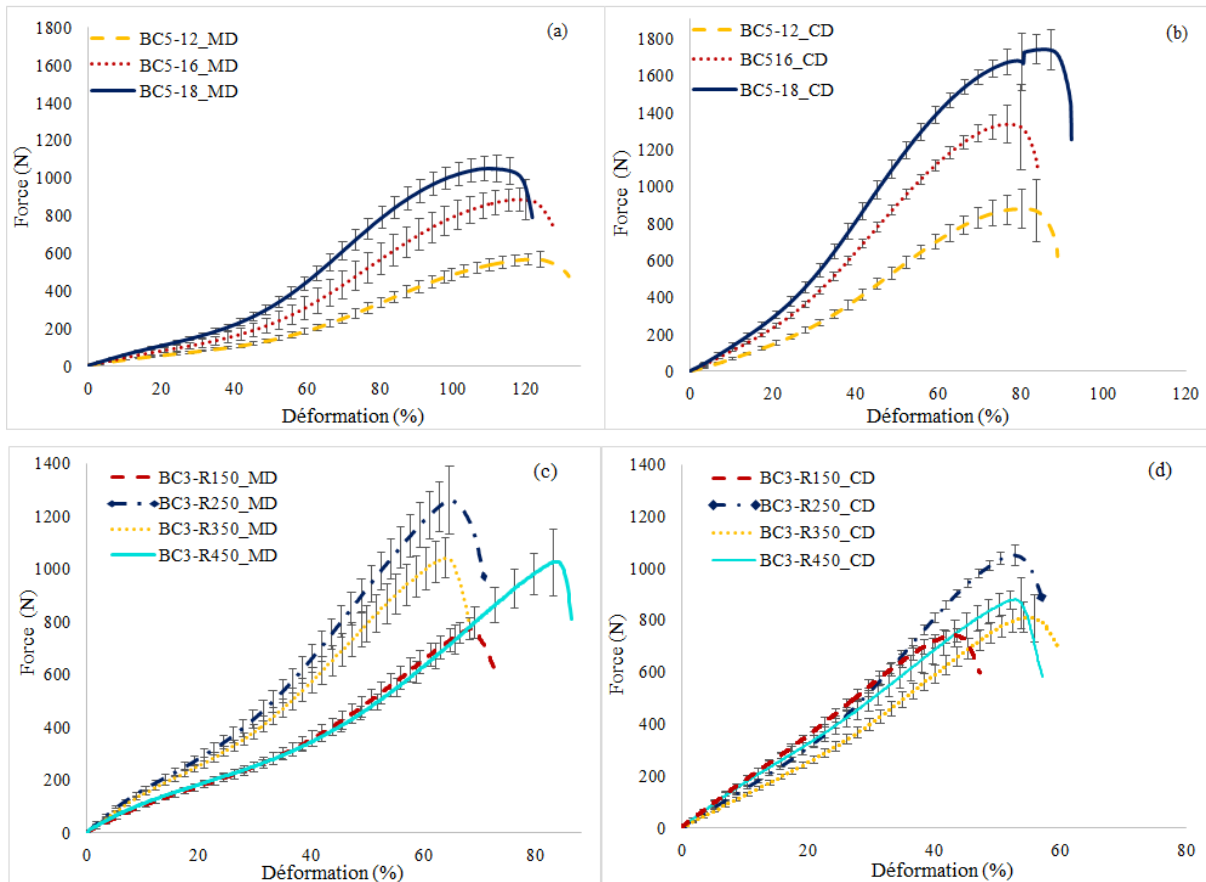 (a)
BC5-12_MD
BC5-16_MD
BC5-18_MD
Force (N)
1800
1600
1400
1200
1000
800
600
400
200
0
0 20 40 60 80 100 120
Déformation (%)
(b)
BC5-12_CD
BC516_CD
BC5-18_CD
Force (N)
1800
1600
1400
1200
1000
800
600
400
200
0
0 20 40 60 80 100 120
Déformation (%)
(c)
BC3-R150_MD
BC3-R250_MD
BC3-R350_MD
BC3-R450_MD
Force (N)
1400
1200
1000
800
600
400
200
0
0 20 40 60 80
Déformation (%)
(d)
BC3-R150_CD
BC3-R250_CD
BC3-R350_CD
BC3-R450_CD
Force (N)
1400
1200
1000
800
600
400
200
0
0 20 40 60 80
Déformation (%)